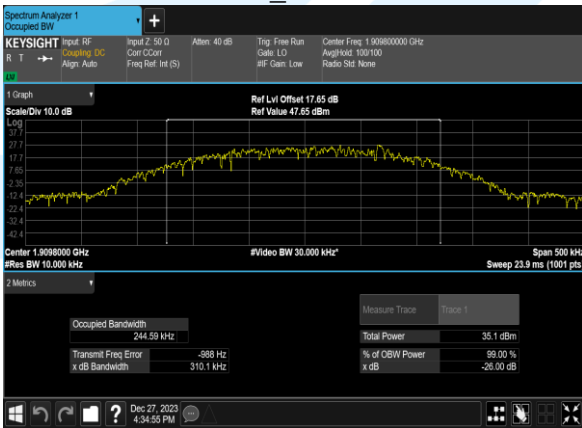 Spectrum Analyzer 1
Occupied BW
+
KEYSIGHT
R T
LVI
Input: RF
Coupling: DC
Align: Auto
Input Z: 50 Ω
Corr CCorr
Freq Ref: Int (S)
Atten: 40 dB
Trig: Free Run
Gate: LO
#IF Gain: Low
Center Freq: 1.909800000 GHz
Avg|Hold: 100/100
Radio Std: None
1 Graph
Scale/Div 10.0 dB
Ref Lvl Offset 17.65 dB
Ref Value 47.65 dBm
Log
37.7
27.7
17.7
7.65
-2.35
-12.4
-22.4
-32.4
-42.4
Center 1.9098000 GHz
#Res BW 10.000 kHz
#Video BW 30.000 kHz*
Span 500 kHz
Sweep 23.9 ms (1001 pts
2 Metrics
Measure Trace Trace 1
Occupied Bandwidth
244.59 kHz
Total Power 35.1 dBm
Transmit Freq Error -988 Hz
% of OBW Power 99.00 %
x dB Bandwidth 310.1 kHz
x dB -26.00 dB
?
Dec 27, 2023
4:34:55 PM